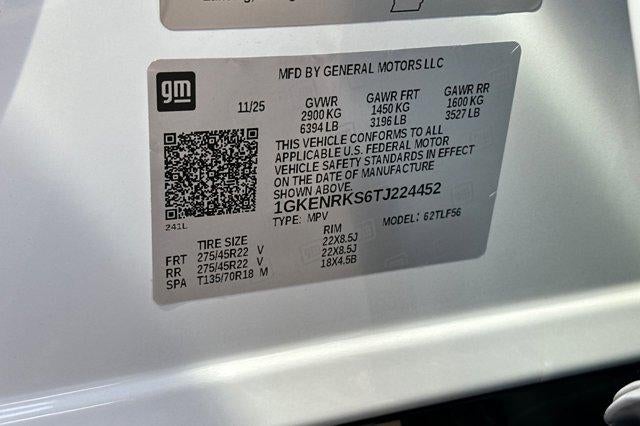 gm
MFD BY GENERAL MOTORS LLC
11/25 GVWR GAWR FRT GAWR RR
2900 KG 1450 KG 1600 KG
6394 LB 3196 LB 3527 LB
THIS VEHICLE CONFORMS TO ALL
APPLICABLE U.S. FEDERAL MOTOR
VEHICLE SAFETY STANDARDS IN EFFECT
ON THE DATE OF MANUFACTURE
SHOWN ABOVE.
1GKENRKS6TJ224452
TYPE: MPV MODEL: 62TLF56
241L
TIRE SIZE RIM
FRT 275/45R22 V 22X8.5J
RR 275/45R22 V 22X8.5J
SPA T135/70R18 M 18X4.5B